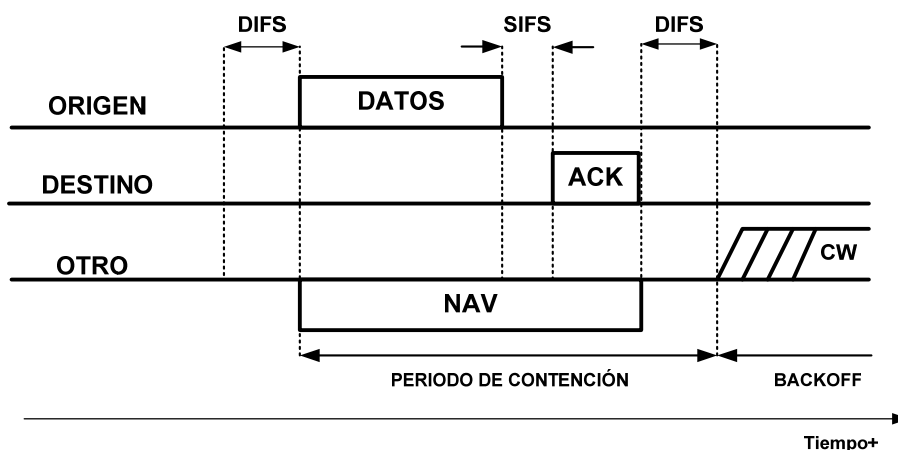 DIFS SIFS DIFS
ORIGEN DATOS
DESTINO ACK
OTRO CW
NAV
PERIODO DE CONTENCIÓN BACKOFF
Tiempo+